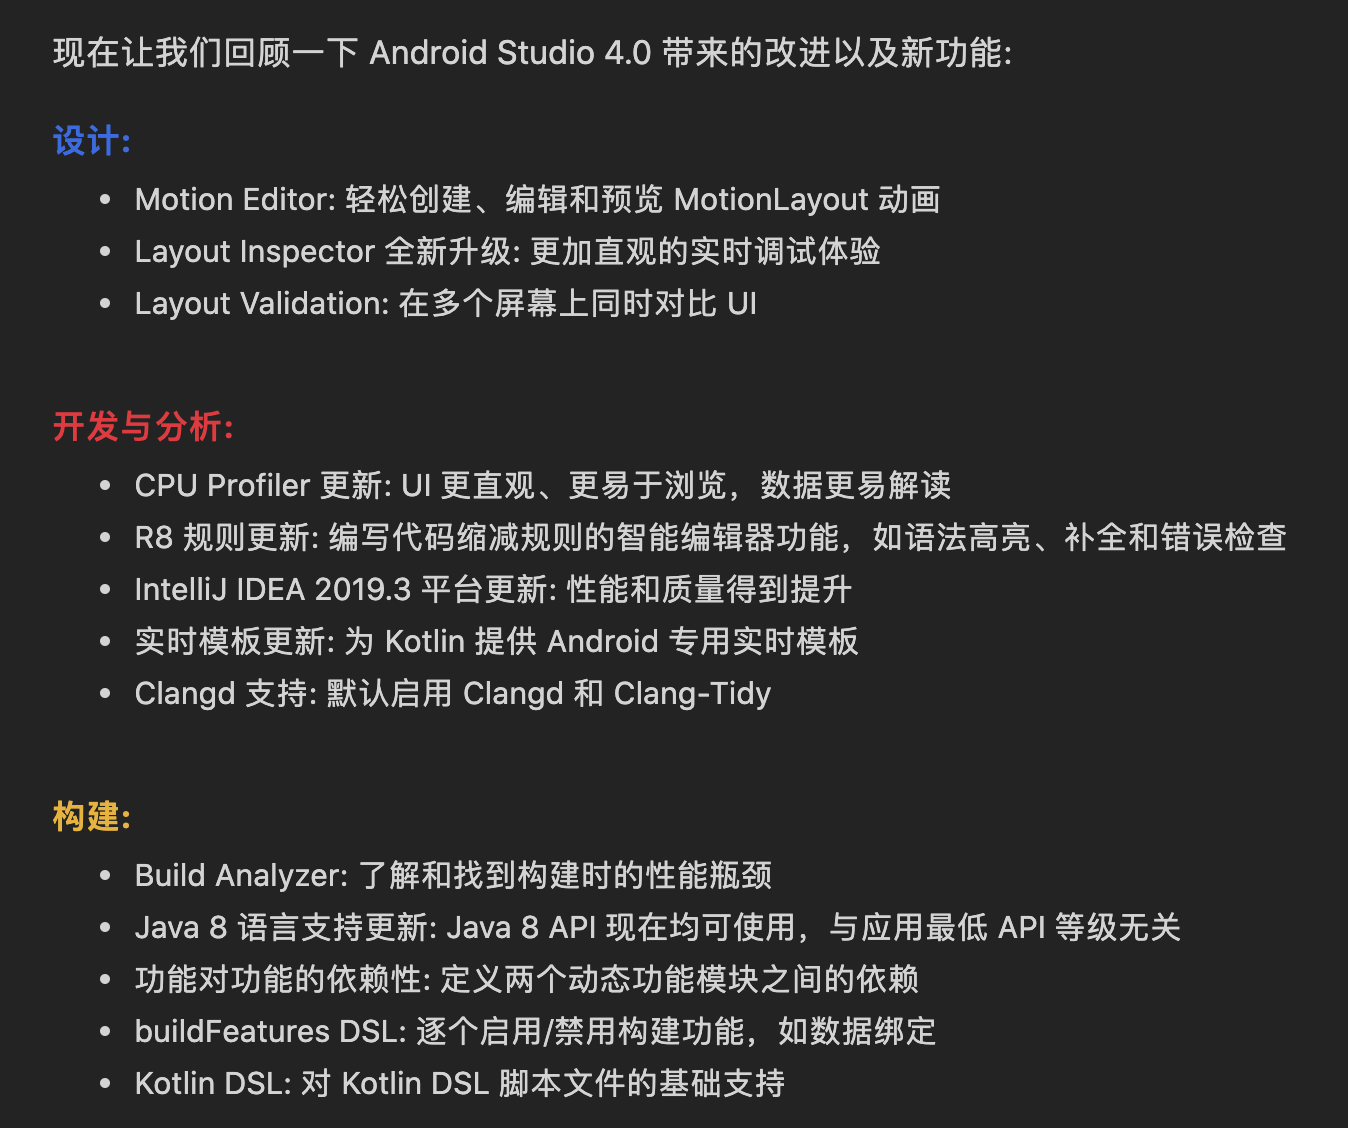 现在让我们回顾一下 Android Studio 4.0 带来的改进以及新功能:
设计:
• Motion Editor: 轻松创建、编辑和预览 MotionLayout 动画
• Layout Inspector 全新升级: 更加直观的实时调试体验
• Layout Validation: 在多个屏幕上同时对比 UI
开发与分析:
• CPU Profiler 更新: UI 更直观、更易于浏览，数据更易解读
• R8 规则更新: 编写代码缩减规则的智能编辑器功能，如语法高亮、补全和错误检查
• IntelliJ IDEA 2019.3 平台更新: 性能和质量得到提升
• 实时模板更新: 为 Kotlin 提供 Android 专用实时模板
• Clangd 支持: 默认启用 Clangd 和 Clang-Tidy
构建:
• Build Analyzer: 了解和找到构建时的性能瓶颈
• Java 8 语言支持更新: Java 8 API 现在均可使用，与应用最低 API 等级无关
• 功能对功能的依赖性: 定义两个动态功能模块之间的依赖
• buildFeatures DSL: 逐个启用/禁用构建功能，如数据绑定
• Kotlin DSL: 对 Kotlin DSL 脚本文件的基础支持